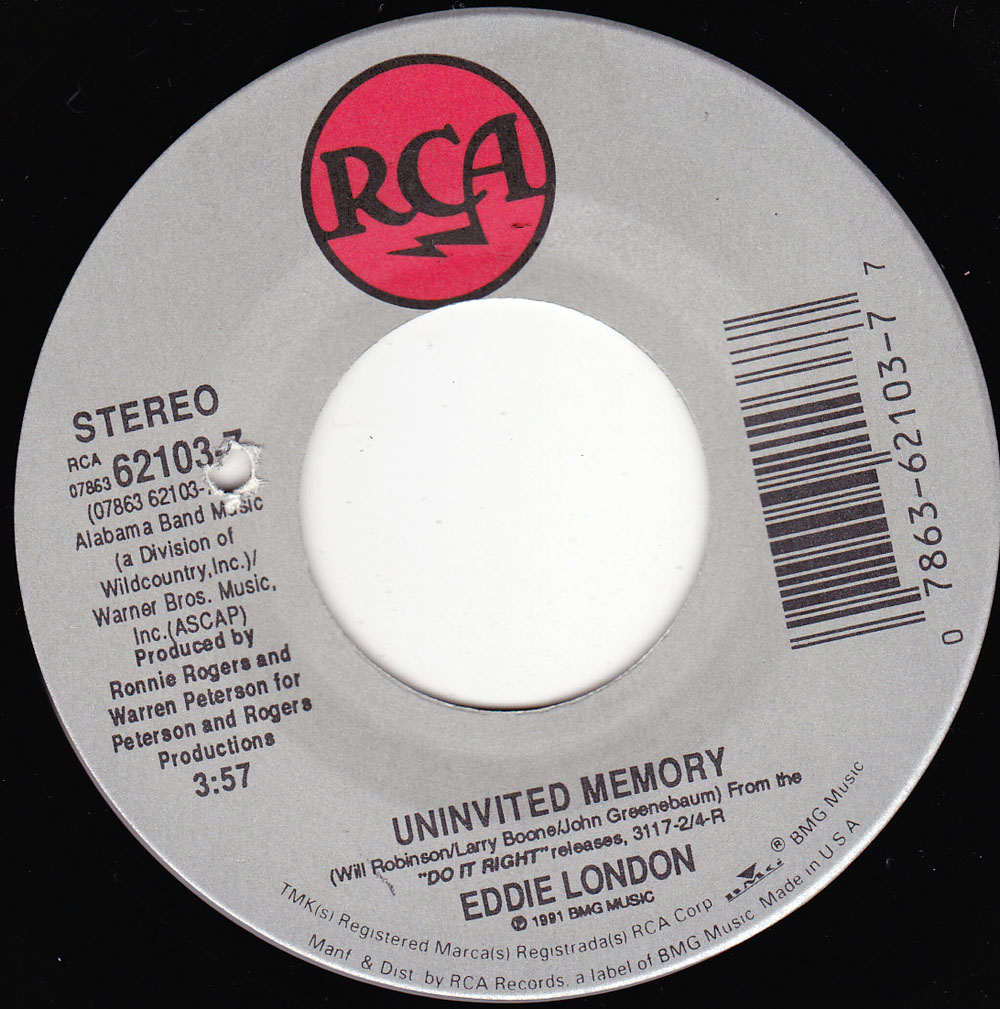 RCA
STEREO
RCA
07863 62103-7
(07863 62103-
Alabama Band Music
(a Division of
Wildcountry,Inc.)/
Warner Bros. Music,
Inc.(ASCAP)
Produced by
Ronnie Rogers and
Warren Peterson for
Peterson and Rogers
Productions
3:57
0 7863-62103-7 7
UNINVITED MEMORY
(Will Robinson/Larry Boone/John Greenebaum) From the
"DO IT RIGHT" releases, 3117-2/4-R
EDDIE LONDON
℗ 1991 BMG MUSIC
TMK(s) Registered Marca(s) Registrada(s) RCA Corp BMG ® BMG Music
Manf & Dist by RCA Records, a label of BMG Music Made in U S A